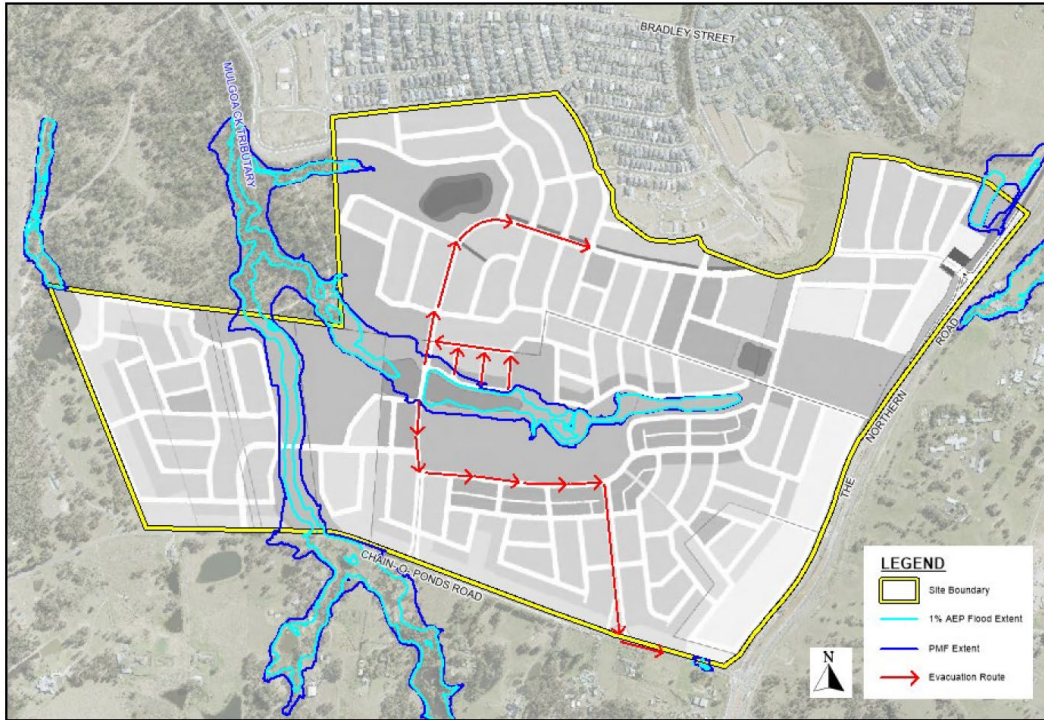 BRADLEY STREET
MULGOA CK TRIBUTARY
THE NORTHERN ROAD
CHAIN-O-PONDS ROAD
LEGEND
Site Boundary
1% AEP Flood Extent
PMF Extent
Evacuation Route
N